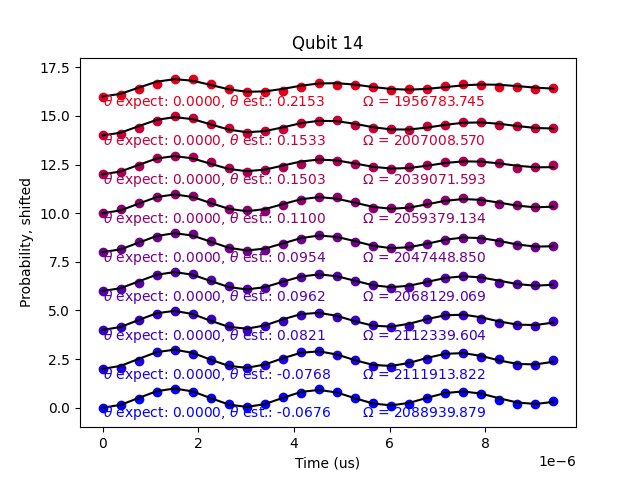 Qubit 14
17.5
θ expect: 0.0000, θ est.: 0.2153 Ω = 1956783.745
15.0
θ expect: 0.0000, θ est.: 0.1533 Ω = 2007008.570
12.5
θ expect: 0.0000, θ est.: 0.1503 Ω = 2039071.593
10.0
θ expect: 0.0000, θ est.: 0.1100 Ω = 2059379.134
7.5
θ expect: 0.0000, θ est.: 0.0954 Ω = 2047448.850
θ expect: 0.0000, θ est.: 0.0962 Ω = 2068129.069
5.0
θ expect: 0.0000, θ est.: 0.0821 Ω = 2112339.604
2.5
θ expect: 0.0000, θ est.: -0.0768 Ω = 2111913.822
0.0
θ expect: 0.0000, θ est.: -0.0676 Ω = 2088939.879
Probability, shifted
0 2 4 6 8
Time (us)
1e−6